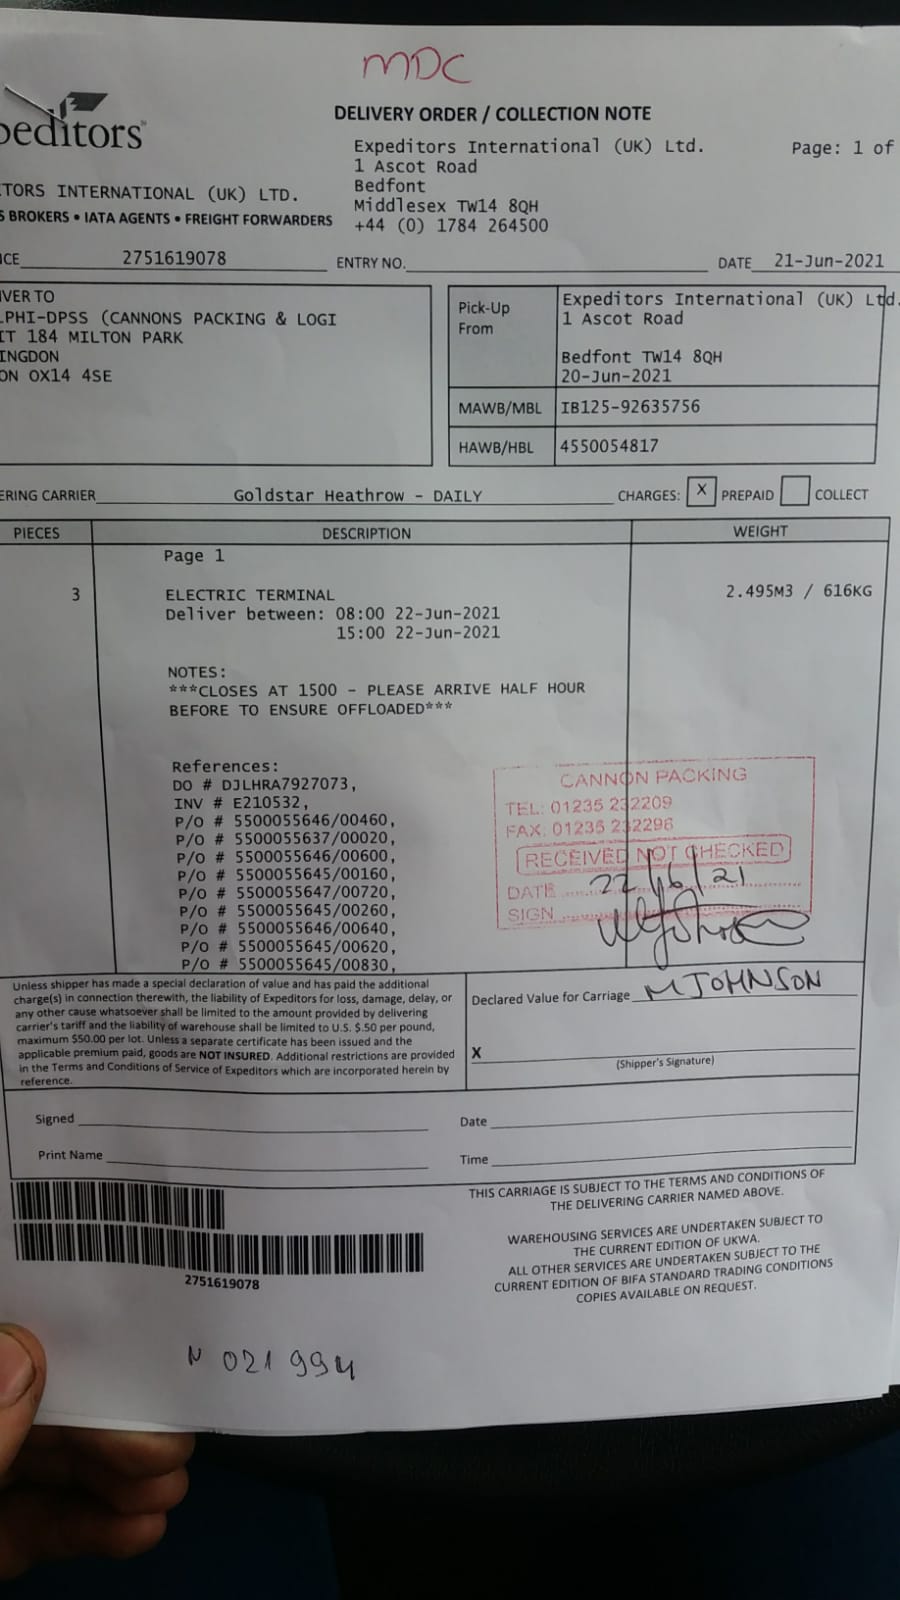 MDC
peditors
DELIVERY ORDER / COLLECTION NOTE
Expeditors International (UK) Ltd.
Page: 1 of
1 Ascot Road
Bedfont
Middlesex TW14 8QH
+44 (0) 1784 264500
TORS INTERNATIONAL (UK) LTD.
S BROKERS • IATA AGENTS • FREIGHT FORWARDERS
CE 2751619078
ENTRY NO.
DATE 21-Jun-2021
VER TO
LPHI-DPSS (CANNONS PACKING & LOGI
IT 184 MILTON PARK
INGDON
ON OX14 4SE
Pick-Up From
Expeditors International (UK) Ltd.
1 Ascot Road
Bedfont TW14 8QH
20-Jun-2021
MAWB/MBL IB125-92635756
HAWB/HBL 4550054817
ERING CARRIER Goldstar Heathrow - DAILY
CHARGES: X PREPAID COLLECT
PIECES DESCRIPTION WEIGHT
Page 1
3 ELECTRIC TERMINAL 2.495M3 / 616KG
Deliver between: 08:00 22-Jun-2021
15:00 22-Jun-2021
NOTES:
***CLOSES AT 1500 - PLEASE ARRIVE HALF HOUR
BEFORE TO ENSURE OFFLOADED***
References:
DO # DJLHRA7927073,
INV # E210532,
P/O # 5500055646/00460,
P/O # 5500055637/00020,
P/O # 5500055646/00600,
P/O # 5500055645/00160,
P/O # 5500055647/00720,
P/O # 5500055645/00260,
P/O # 5500055646/00640,
P/O # 5500055645/00620,
P/O # 5500055645/00830,
CANNON PACKING
TEL: 01235 232209
FAX: 01235 232296
RECEIVED NOT CHECKED
DATE 22/6/21
SIGN
Unless shipper has made a special declaration of value and has paid the additional
charge(s) in connection therewith, the liability of Expeditors for loss, damage, delay, or
any other cause whatsoever shall be limited to the amount provided by delivering
carrier's tariff and the liability of warehouse shall be limited to U.S. $.50 per pound,
maximum $50.00 per lot. Unless a separate certificate has been issued and the
applicable premium paid, goods are NOT INSURED. Additional restrictions are provided
in the Terms and Conditions of Service of Expeditors which are incorporated herein by
reference.
Declared Value for Carriage M JOHNSON
X
(Shipper's Signature)
Signed
Date
Print Name
Time
THIS CARRIAGE IS SUBJECT TO THE TERMS AND CONDITIONS OF
THE DELIVERING CARRIER NAMED ABOVE.
WAREHOUSING SERVICES ARE UNDERTAKEN SUBJECT TO
THE CURRENT EDITION OF UKWA.
ALL OTHER SERVICES ARE UNDERTAKEN SUBJECT TO THE
CURRENT EDITION OF BIFA STANDARD TRADING CONDITIONS
COPIES AVAILABLE ON REQUEST.
2751619078
N 021 994